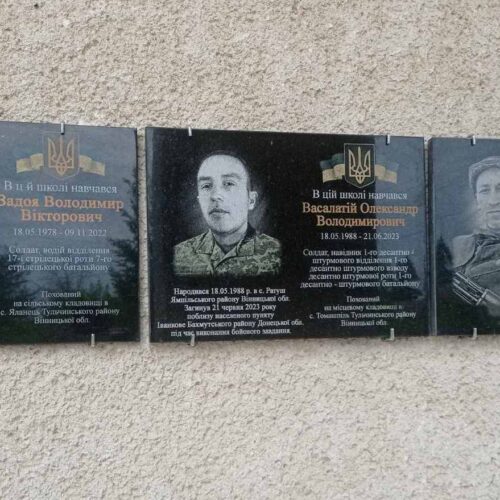 В цій школі навчався
Задоя Володимир
Вікторович
18.05.1978 - 09.11.2022
Солдат, водій відділення
17-ї стрілецької роти 7-го
стрілецького батальйону
Похований
на сільському кладовищі в
с. Яланець Тульчинського району
Вінницької обл.
В цій школі навчався
Васалатій Олександр
Володимирович
18.05.1988 - 21.06.2023
Солдат, навідник 1-го десантно -
штурмового відділення 1-го
десантно штурмового взводу
десантно штурмової роти 1-го
десантно - штурмового батальйону
Похований
на місцевому кладовищі в
с. Томашпіль Тульчинського району
Вінницької обл.
Народився 18.05.1988 р. в с. Ратуш
Ямпільського району Вінницької обл.
Загинув 21 червня 2023 року
поблизу населеного пункту
Іванкове Бахмутського району Донецької обл.
під час виконання бойового завдання.